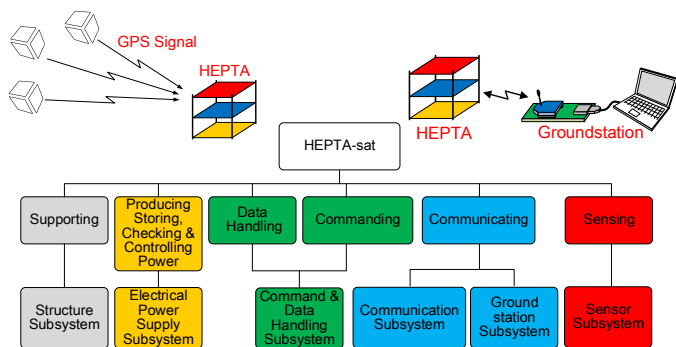 GPS Signal
HEPTA
HEPTA
Groundstation
HEPTA-sat
Supporting
Producing
Storing,
Checking &
Controlling
Power
Data
Handling
Commanding
Communicating
Sensing
Structure
Subsystem
Electrical
Power
Supply
Subsystem
Command &
Data
Handling
Subsystem
Communication
Subsystem
Ground
station
Subsystem
Sensor
Subsystem